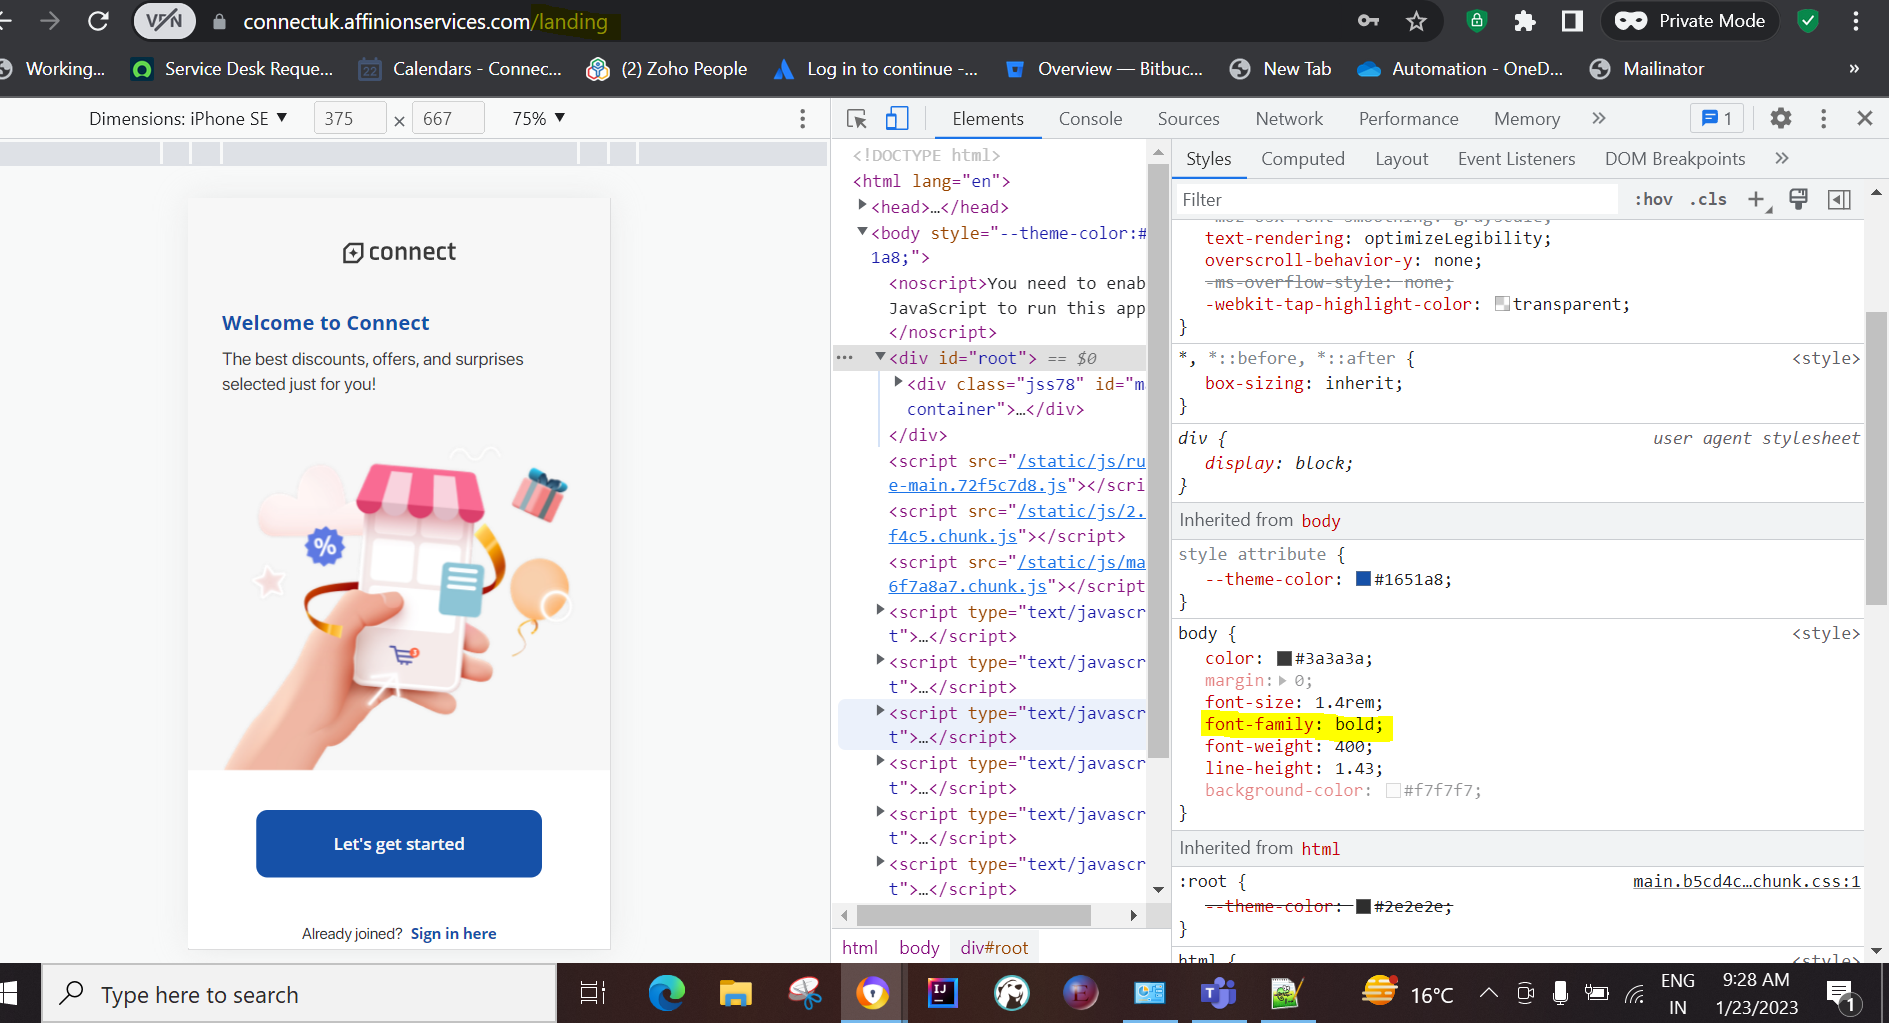 VPN connectuk.affinionservices.com/landing Private Mode
Working... Service Desk Reque... 22 Calendars - Connec... (2) Zoho People Log in to continue -... Overview — Bitbuc... New Tab Automation - OneD... Mailinator »
Dimensions: iPhone SE ▼ 375 × 667 75% ▼
connect
Welcome to Connect
The best discounts, offers, and surprises
selected just for you!
%
Let's get started
Already joined? Sign in here
Elements Console Sources Network Performance Memory » 1
<!DOCTYPE html>
<html lang="en">
<head>…</head>
<body style="--theme-color:#
1a8;">
<noscript>You need to enab
JavaScript to run this app
</noscript>
<div id="root"> == $0
<div class="jss78" id="m
container">…</div>
</div>
<script src="/static/js/ru
e-main.72f5c7d8.js"></scri
<script src="/static/js/2.
f4c5.chunk.js"></script>
<script src="/static/js/ma
6f7a8a7.chunk.js"></script
<script type="text/javascr
t">…</script>
<script type="text/javascr
t">…</script>
<script type="text/javascr
t">…</script>
<script type="text/javascr
t">…</script>
<script type="text/javascr
t">…</script>
<script type="text/javascr
t">…</script>
html body div#root
Styles Computed Layout Event Listeners DOM Breakpoints »
Filter :hov .cls +
text-rendering: optimizeLegibility;
overscroll-behavior-y: none;
-ms-overflow-style: none;
-webkit-tap-highlight-color: transparent;
}
*, *::before, *::after { <style>
box-sizing: inherit;
}
div { user agent stylesheet
display: block;
}
Inherited from body
style attribute {
--theme-color: #1651a8;
}
body { <style>
color: #3a3a3a;
margin: 0;
font-size: 1.4rem;
font-family: bold;
font-weight: 400;
line-height: 1.43;
background-color: #f7f7f7;
}
Inherited from html
:root { main.b5cd4c…chunk.css:1
--theme-color: #2e2e2e;
}
html { <style>
Type here to search IJ E 16°C ENG 9:28 AM
IN 1/23/2023 1